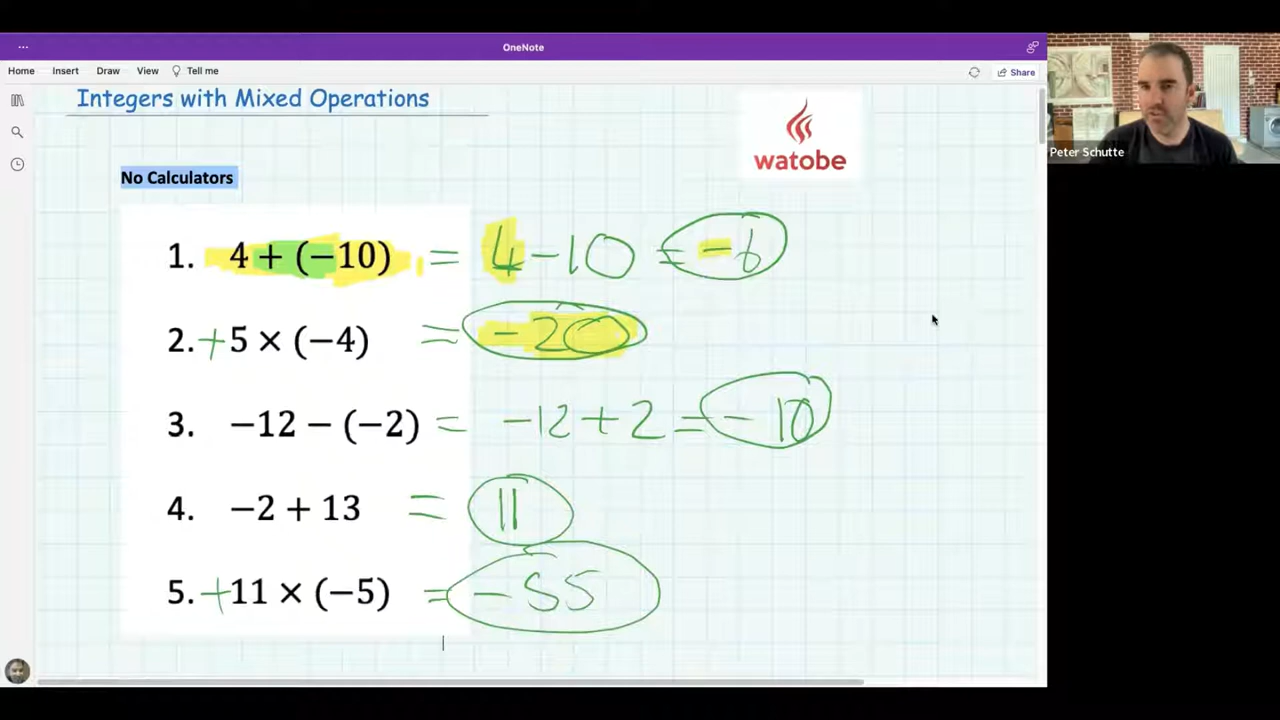 OneNote
Home Insert Draw View Tell me Share
Integers with Mixed Operations
watobe
Peter Schutte
No Calculators
1. 4 + (−10) = 4 − 10 = −6
2. +5 × (−4) = −20
3. −12 − (−2) = −12 + 2 = −10
4. −2 + 13 = 11
5. +11 × (−5) = −55